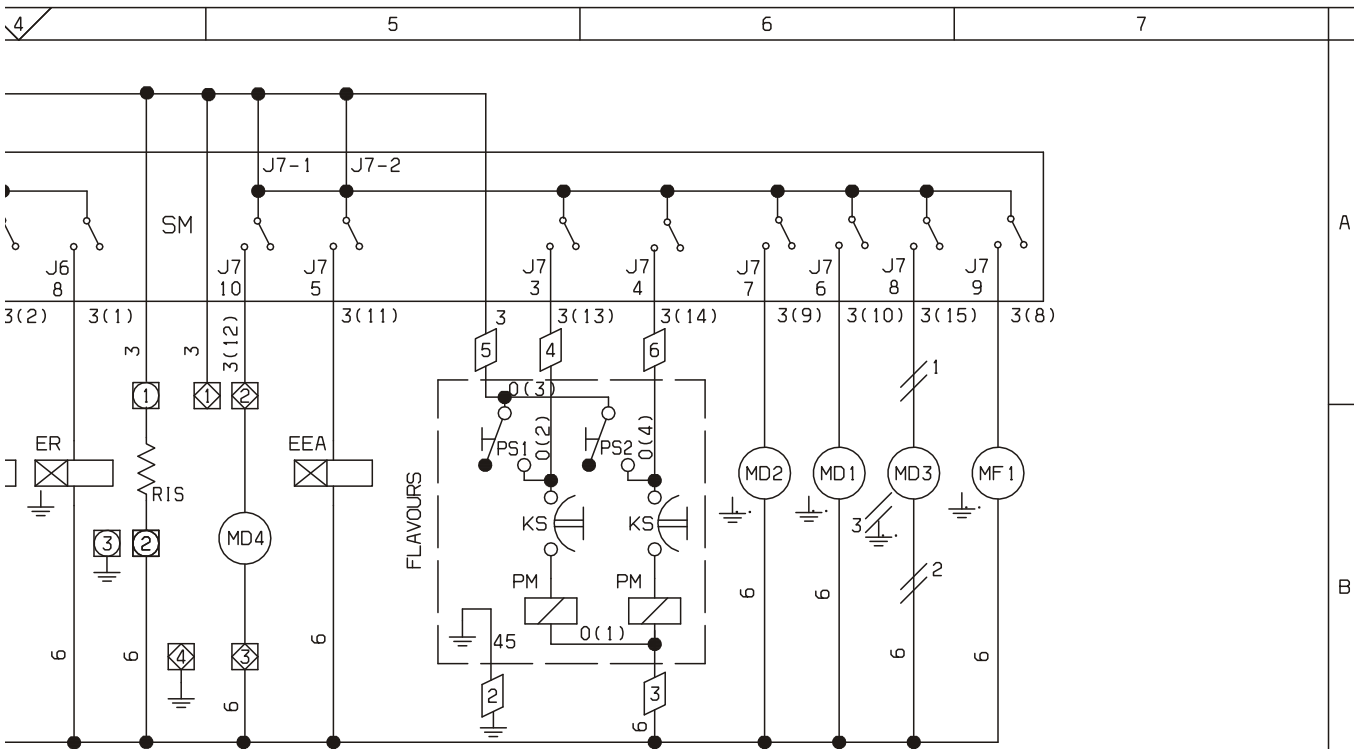 4 5 6 7
J7-1 J7-2
SM
A
J6 J7 J7 J7 J7 J7 J7 J7 J7
8 10 5 3 4 7 6 8 9
3(2) 3(1) 3(12) 3(11) 3 3(13) 3(14) 3(9) 3(10) 3(15) 3(8)
3 3 5 4 6
1 1 2 0(3) 1
ER EEA PS1 0(2) PS2 0(4)
RIS MD2 MD1 MD3 MF1
FLAVOURS
3 2 MD4 KS KS 3
PM PM 2
6 6 B
0(1)
6 6 4 3 6 45 6 6
2 3
6 6